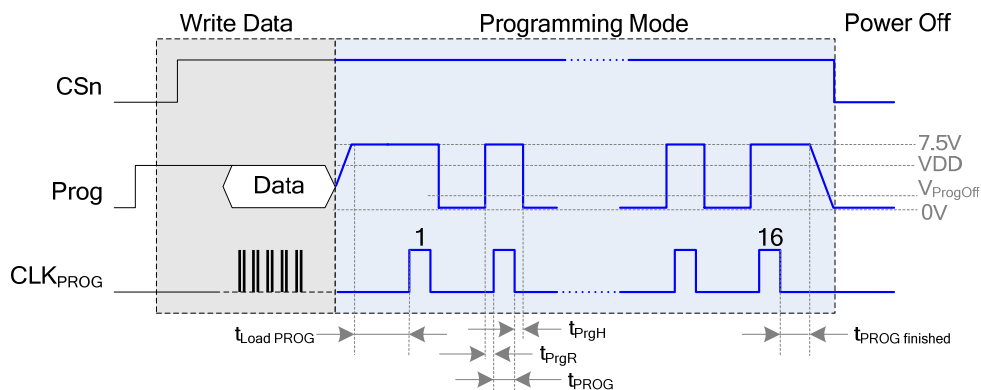 Write Data
Programming Mode
Power Off
CSn
7.5V
VDD
Prog
Data
VProgOff
0V
1
16
CLKPROG
tLoad PROG
tPrgH
tPROG finished
tPrgR
tPROG